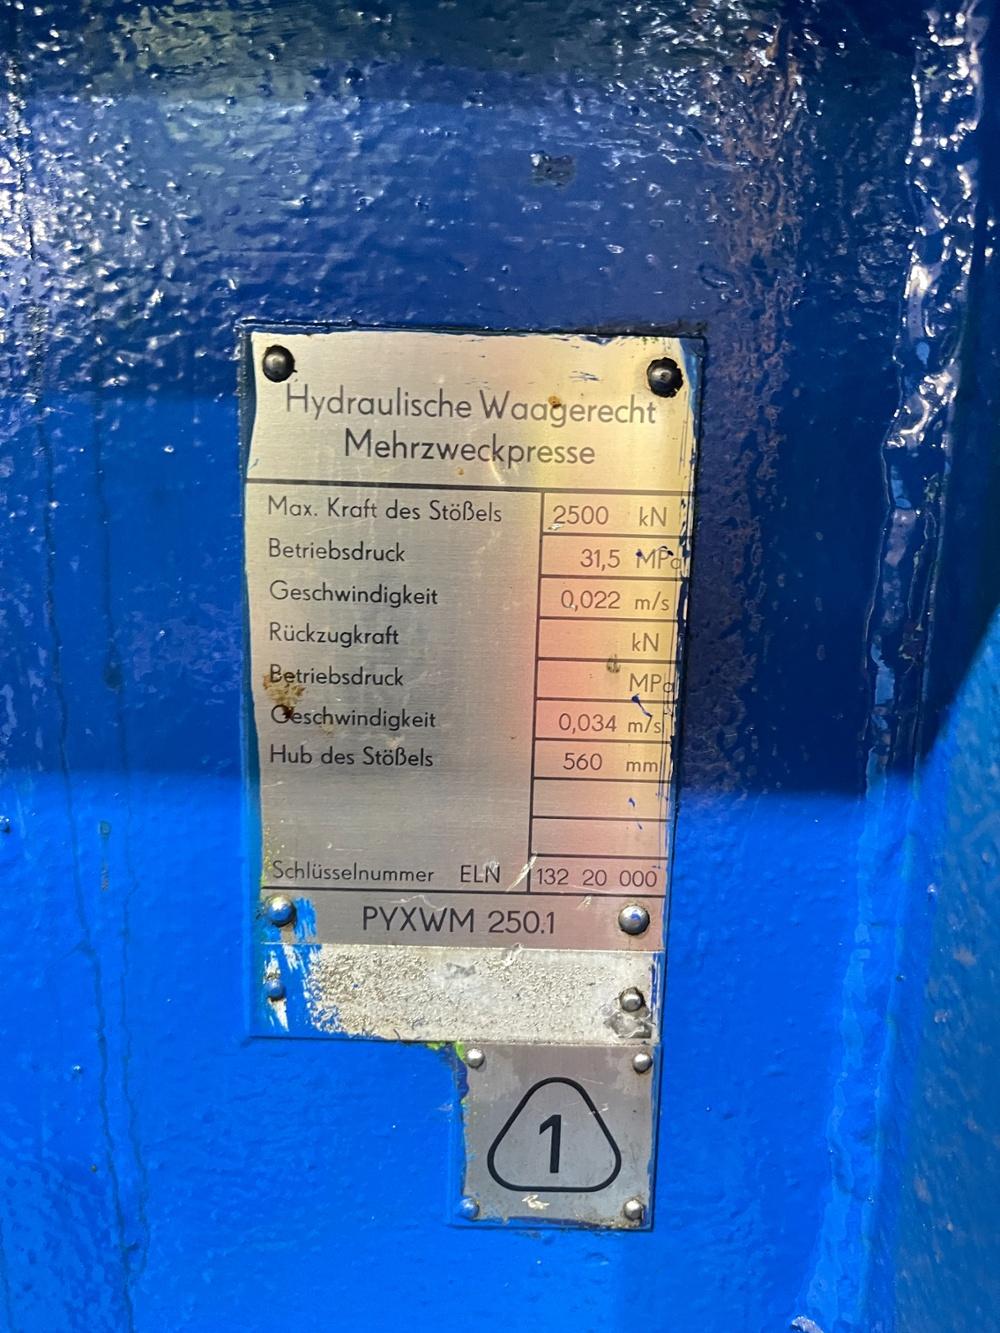 Hydraulische Waagerecht
Mehrzweckpresse
Max. Kraft des Stößels 2500 kN
Betriebsdruck 31,5 MPa
Geschwindigkeit 0,022 m/s
Rückzugkraft kN
Betriebsdruck MPa
Geschwindigkeit 0,034 m/s
Hub des Stößels 560 mm
Schlüsselnummer ELN 132 20 000
PYXWM 250.1
1